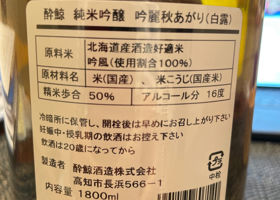 酔鯨 純米吟醸 吟麗秋あがり(白露)
原料米 北海道産酒造好適米
吟風(使用割合100%)
原材料名 米(国産)、米こうじ(国産米)
精米歩合 50% アルコール分 16度
冷暗所に保管し、開栓後は早めにお召し上がり下さい
妊娠中・授乳期の飲酒はお控え下さい
飲酒は20歳になってから
製造者 酔鯨酒造株式会社
高知市長浜566-1
内容量 1800ml
中栓